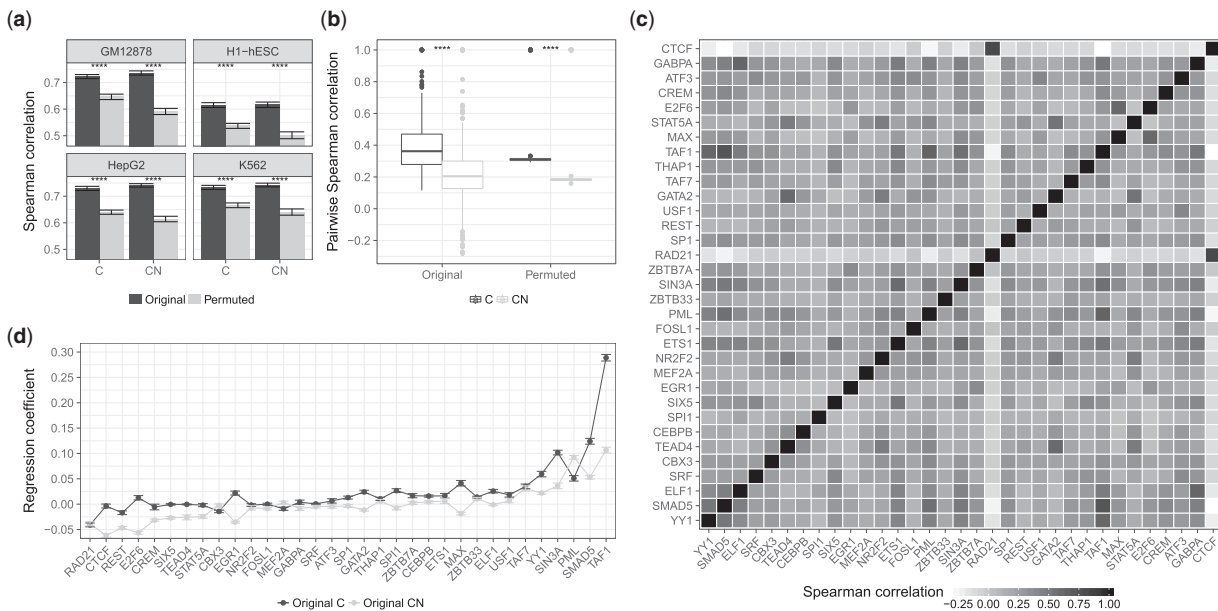 (a)
GM12878
H1−hESC
**** **** **** ****
0.7
0.6
0.5
HepG2
K562
**** **** **** ****
0.7
0.6
0.5
C CN C CN
Spearman correlation
Original Permuted
(b)
**** ****
1.0
0.8
0.6
0.4
0.2
0.0
−0.2
Pairwise Spearman correlation
Original Permuted
C CN
(c)
CTCF
GABPA
ATF3
CREM
E2F6
STAT5A
MAX
TAF1
THAP1
TAF7
GATA2
USF1
REST
SP1
RAD21
ZBTB7A
SIN3A
ZBTB33
PML
FOSL1
ETS1
NR2F2
MEF2A
EGR1
SIX5
SPI1
CEBPB
TEAD4
CBX3
SRF
ELF1
SMAD5
YY1
YY1 SMAD5 ELF1 SRF CBX3 TEAD4 CEBPB SPI1 SIX5 EGR1 MEF2A NR2F2 ETS1 FOSL1 PML ZBTB33 SIN3A ZBTB7A RAD21 SP1 REST USF1 GATA2 TAF7 THAP1 TAF1 MAX STAT5A E2F6 CREM ATF3 GABPA CTCF
Spearman correlation
−0.25 0.00 0.25 0.50 0.75 1.00
(d)
0.30
0.25
0.20
0.15
0.10
0.05
0.00
−0.05
Regression coefficient
RAD21 CTCF REST E2F6 CREM SIX5 TEAD4 STAT5A CBX3 EGR1 NR2F2 FOSL1 MEF2A GABPA SRF ATF3 SP1 GATA2 THAP1 SPI1 ZBTB7A CEBPB ETS1 MAX ZBTB33 ELF1 USF1 TAF7 YY1 SIN3A PML SMAD5 TAF1
Original C Original CN